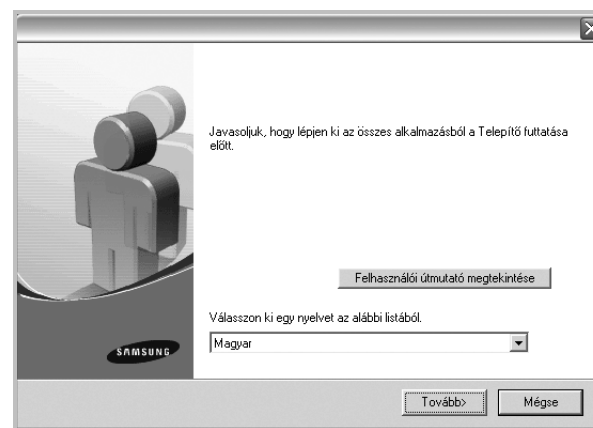 Javasoljuk, hogy lépjen ki az összes alkalmazásból a Telepítő futtatása
előtt.
Felhasználói útmutató megtekintése
Válasszon ki egy nyelvet az alábbi listából.
Magyar
SAMSUNG
Tovább>
Mégse